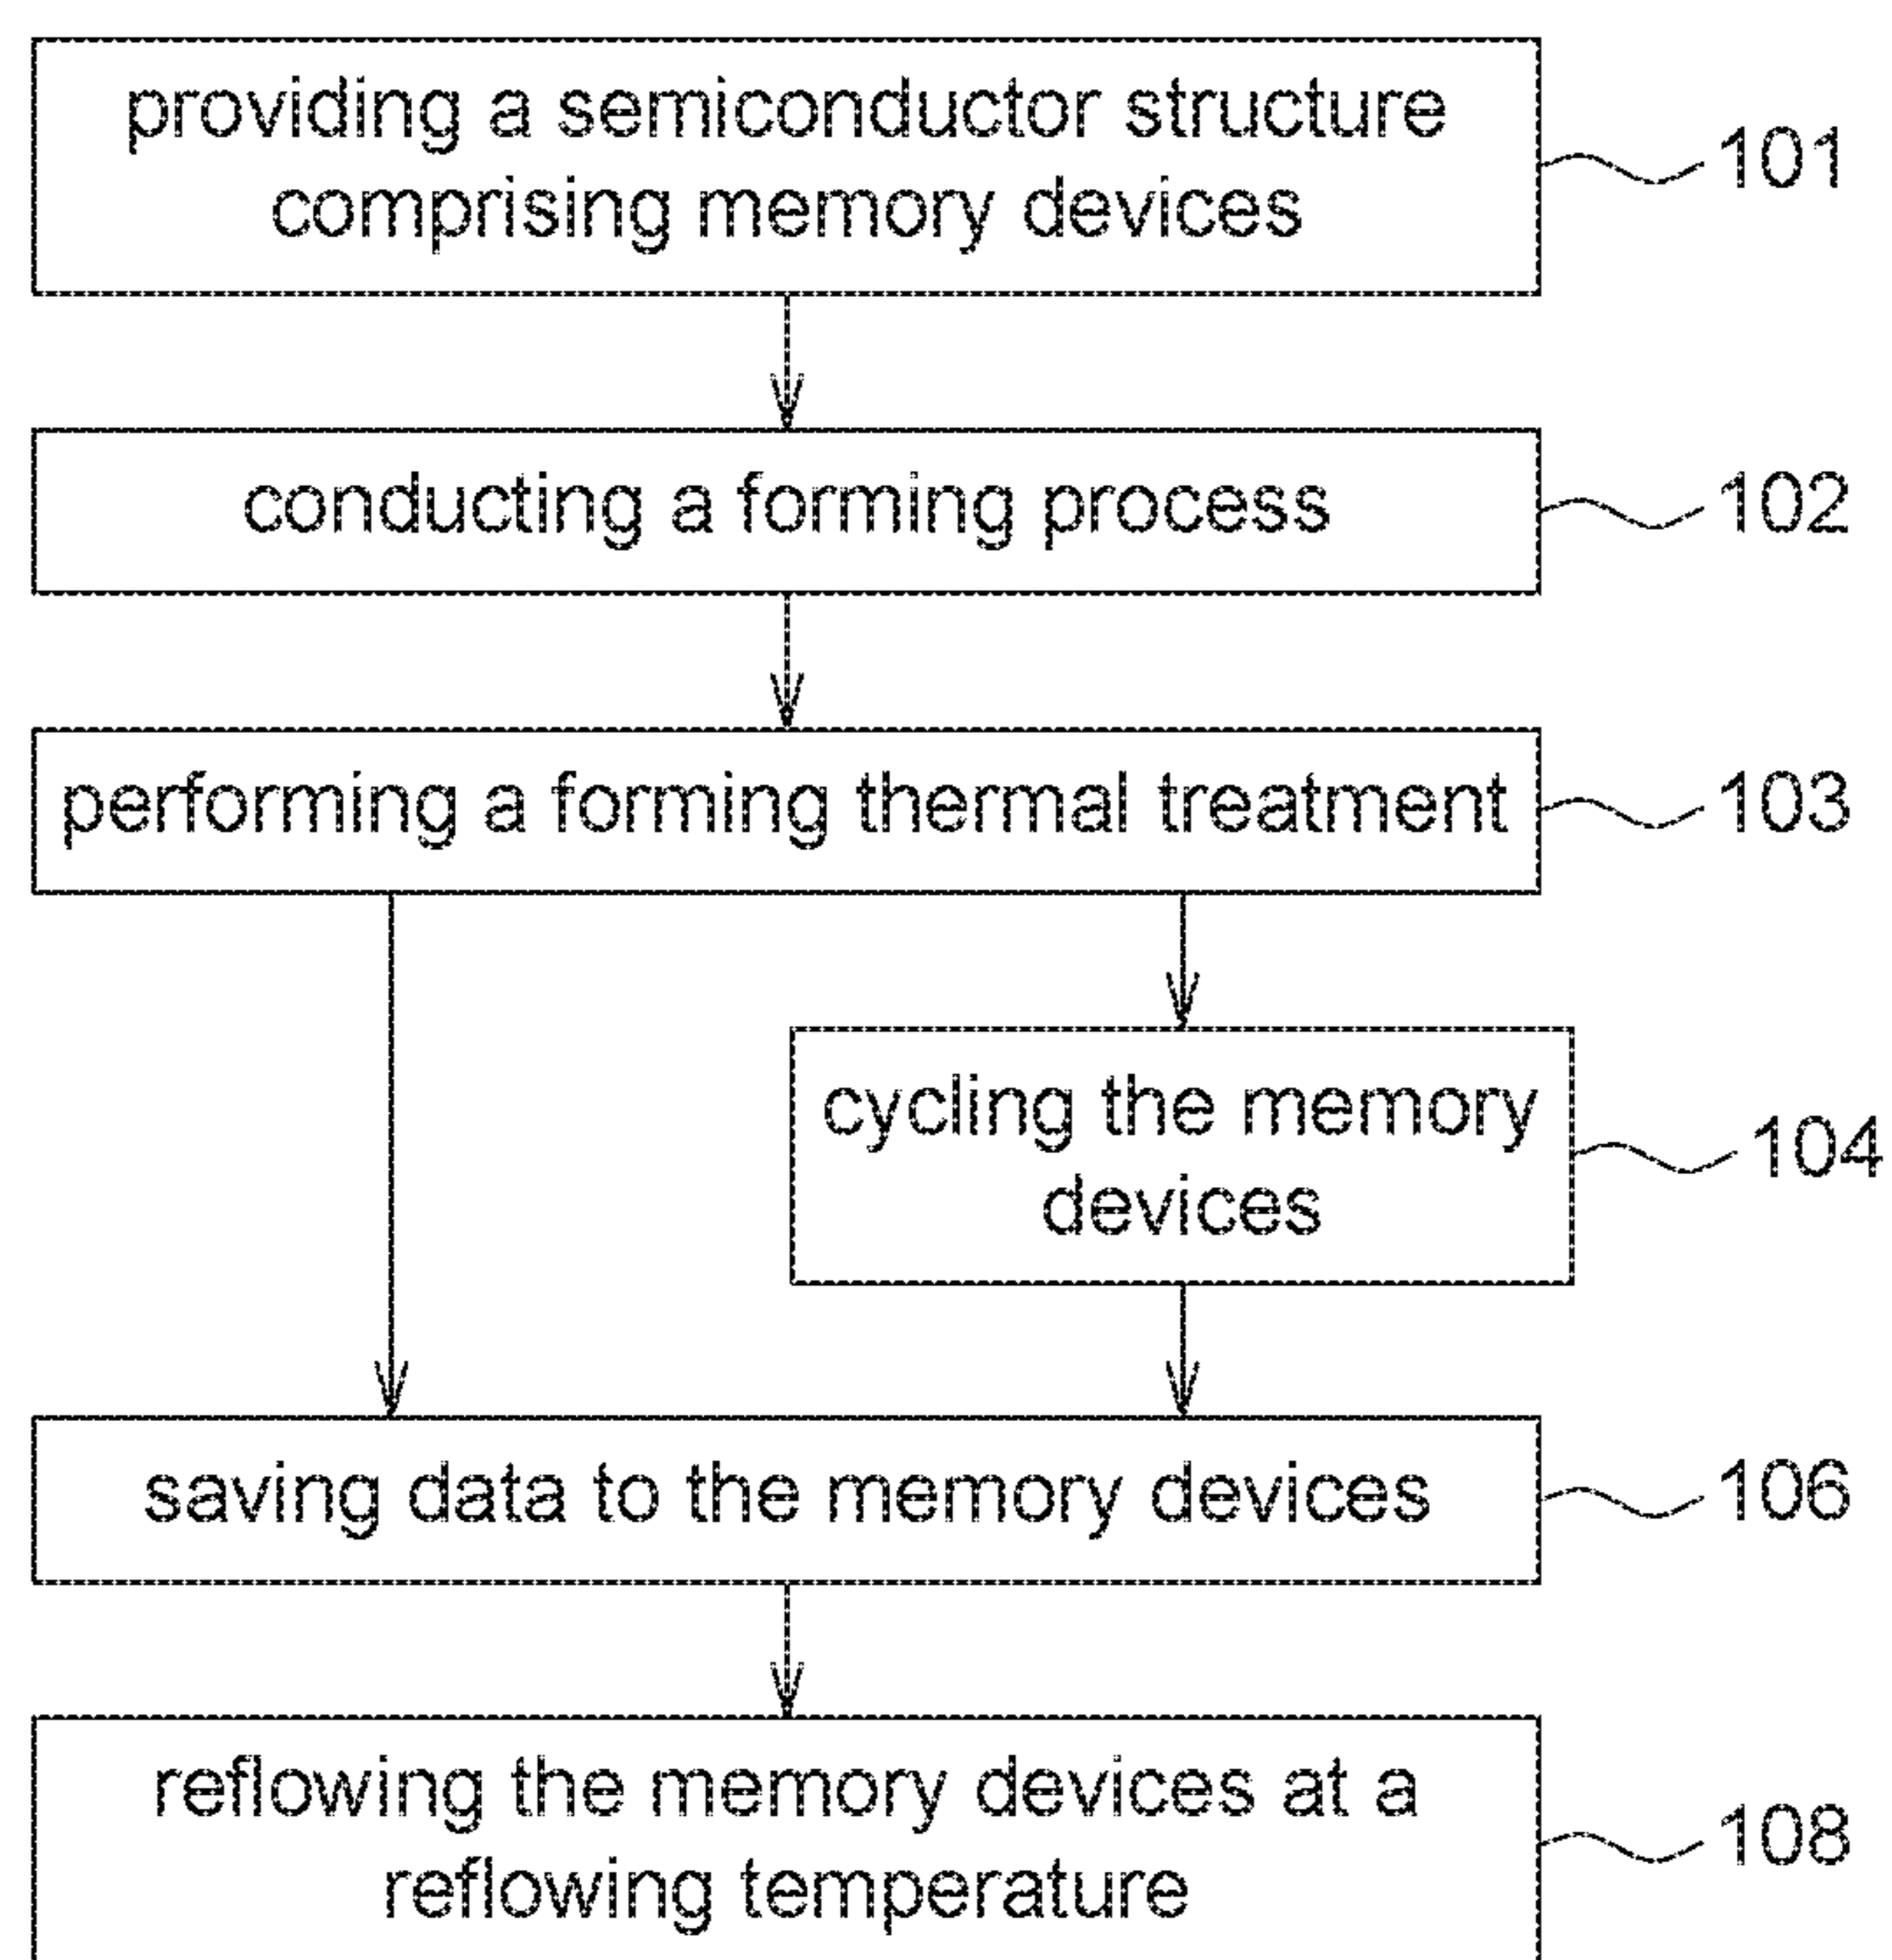 providing a semiconductor structure
comprising memory devices
101
conducting a forming process
102
performing a forming thermal treatment
103
cycling the memory
devices
104
saving data to the memory devices
106
reflowing the memory devices at a
reflowing temperature
108